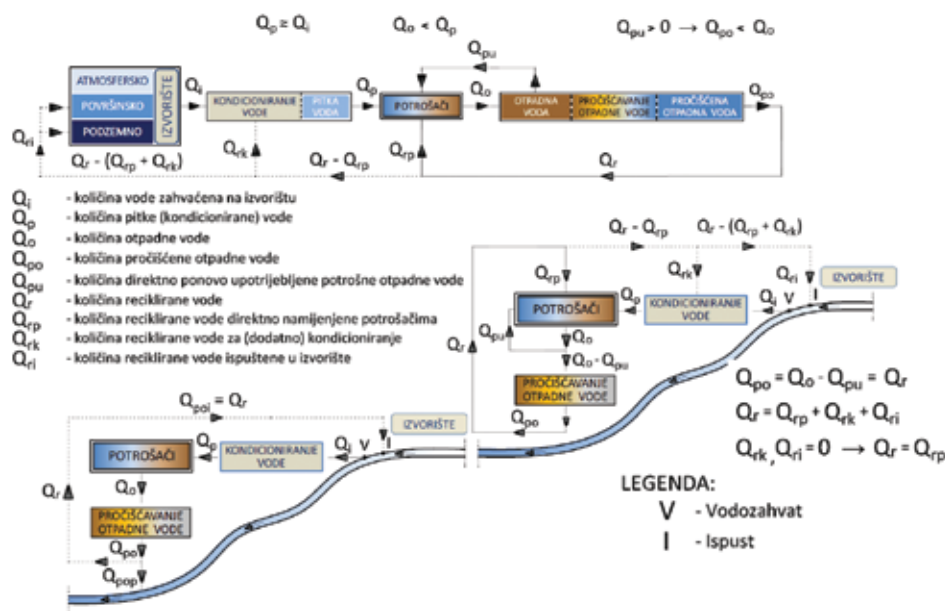 Qp ≅ Qi
Qo < Qp
Qpu > 0 → Qpo < Qo
Qpu
ATMOSFERSKO
POVRŠINSKO
PODZEMNO
IZVORIŠTE
Qi
KONDICIONIRANJE VODE
PITKA VODA
Qp
POTROŠAČI
Qo
OTPADNA VODA
PROČIŠĆAVANJE OTPADNE VODE
PROČIŠĆENA OTPADNA VODA
Qpo
Qri
Qr - (Qrp + Qrk)
Qrk
Qr - Qrp
Qrp
Qr
Qi - količina vode zahvaćena na izvorištu
Qp - količina pitke (kondicionirane) vode
Qo - količina otpadne vode
Qpo - količina pročišćene otpadne vode
Qpu - količina direktno ponovo upotrijebljene potrošne otpadne vode
Qr - količina reciklirane vode
Qrp - količina reciklirane vode direktno namijenjene potrošačima
Qrk - količina reciklirane vode za (dodatno) kondicioniranje
Qri - količina reciklirane vode ispuštene u izvorište
Qr - Qrp
Qr - (Qrp + Qrk)
Qrp
Qrk
Qri
IZVORIŠTE
POTROŠAČI
Qp
KONDICIONIRANJE VODE
Qi
V
I
Qpu
Qo
Qr
Qo - Qpu
PROČIŠĆAVANJE OTPADNE VODE
Qpo
Qpo = Qo - Qpu = Qr
Qr = Qrp + Qrk + Qri
Qrk, Qri = 0 → Qr = Qrp
Qpoi = Qr
IZVORIŠTE
POTROŠAČI
Qp
KONDICIONIRANJE VODE
Qi
V
I
Qr
Qo
PROČIŠĆAVANJE OTPADNE VODE
Qpo
Qpop
LEGENDA:
V - Vodozahvat
I - Ispust